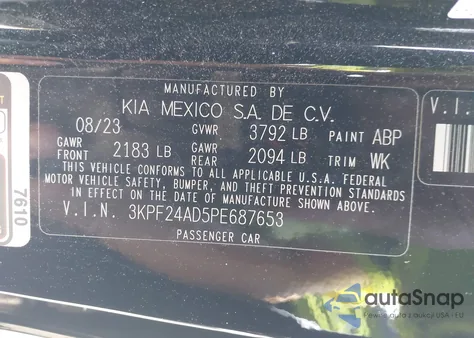 MANUFACTURED BY
KIA MEXICO S.A. DE C.V.
08/23 GVWR 3792 LB PAINT ABP
GAWR FRONT 2183 LB GAWR REAR 2094 LB TRIM WK
THIS VEHICLE CONFORMS TO ALL APPLICABLE U.S.A. FEDERAL
MOTOR VEHICLE SAFETY, BUMPER, AND THEFT PREVENTION STANDARDS
IN EFFECT ON THE DATE OF MANUFACTURE SHOWN ABOVE.
V.I.N. 3KPF24AD5PE687653
PASSENGER CAR
7610
V.I.
autoSnap